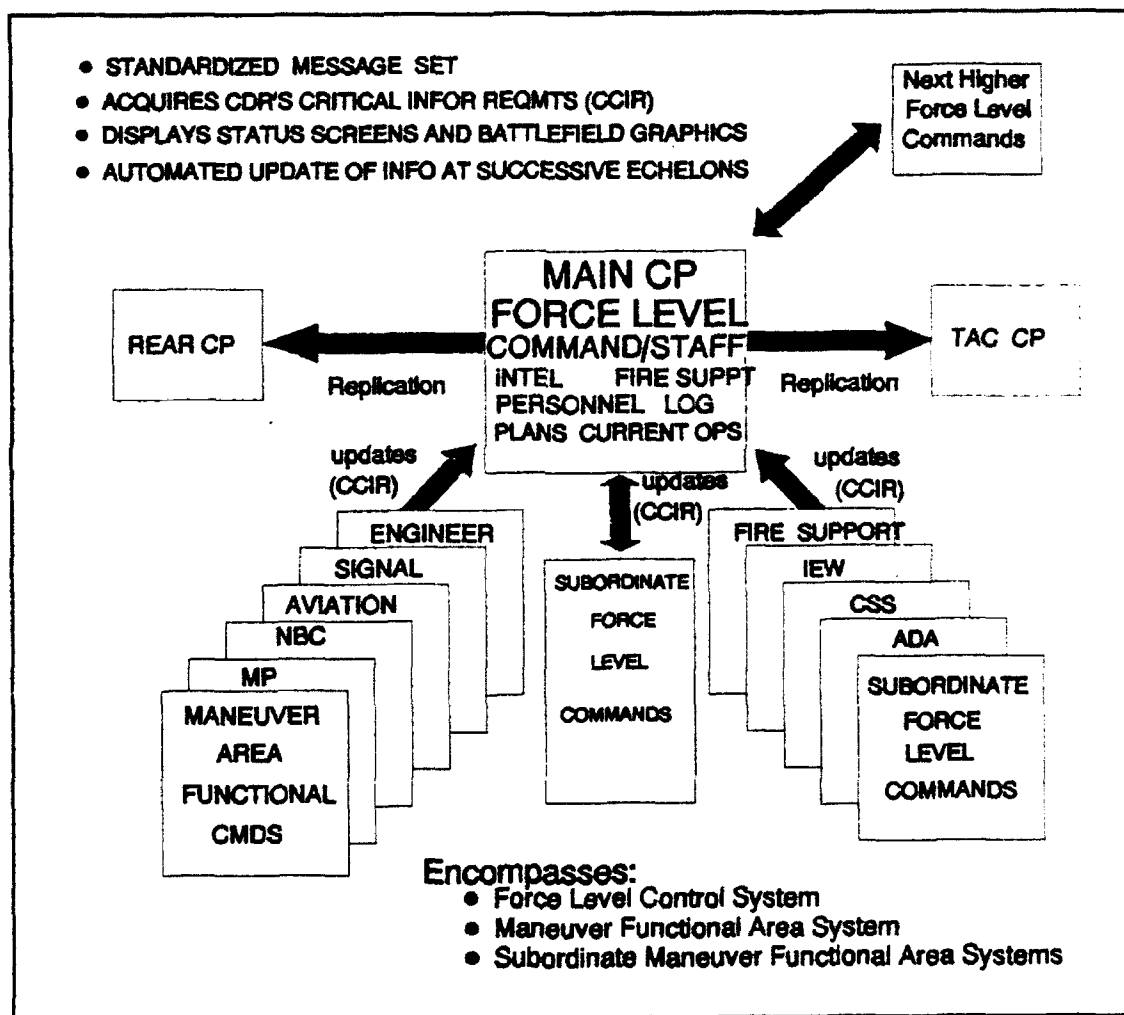 ● STANDARDIZED MESSAGE SET
● ACQUIRES CDR'S CRITICAL INFOR REQMTS (CCIR)
● DISPLAYS STATUS SCREENS AND BATTLEFIELD GRAPHICS
● AUTOMATED UPDATE OF INFO AT SUCCESSIVE ECHELONS
Next Higher
Force Level
Commands
MAIN CP
FORCE LEVEL
COMMAND/STAFF
INTEL FIRE SUPPT
PERSONNEL LOG
PLANS CURRENT OPS
REAR CP
Replication
TAC CP
Replication
updates
(CCIR)
updates
(CCIR)
updates
(CCIR)
ENGINEER
SIGNAL
AVIATION
NBC
MP
MANEUVER
AREA
FUNCTIONAL
CMDS
SUBORDINATE
FORCE
LEVEL
COMMANDS
FIRE SUPPORT
IEW
CSS
ADA
SUBORDINATE
FORCE
LEVEL
COMMANDS
Encompasses:
● Force Level Control System
● Maneuver Functional Area System
● Subordinate Maneuver Functional Area Systems